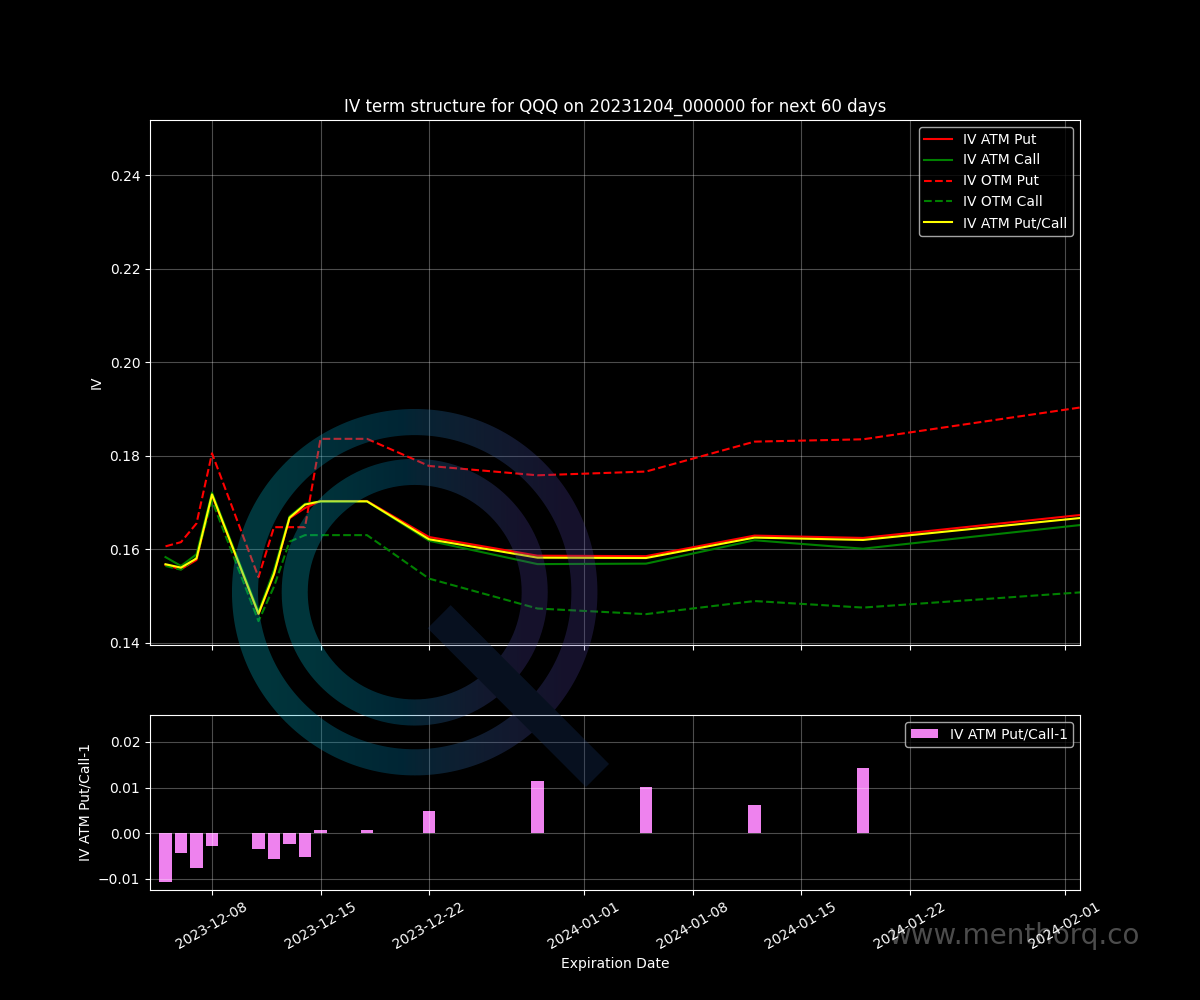 IV term structure for QQQ on 20231204_000000 for next 60 days
IV ATM Put
IV ATM Call
IV OTM Put
IV OTM Call
IV ATM Put/Call
0.24
0.22
0.20
0.18
0.16
0.14
IV
IV ATM Put/Call-1
0.02
0.01
0.00
−0.01
IV ATM Put/Call-1
2023-12-08
2023-12-15
2023-12-22
2024-01-01
2024-01-08
2024-01-15
2024-01-22
2024-02-01
www.menthorq.co
Expiration Date